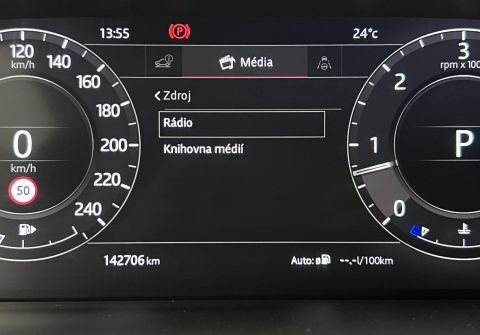 13:55
(P)
24°c
120
km/h
140
160
180
200
220
240
0
km/h
50
Média
Zdroj
Rádio
Knihovna médií
3
rpm x 100
2
1
0
P
142706 km
Auto: ø
--,-l/100km